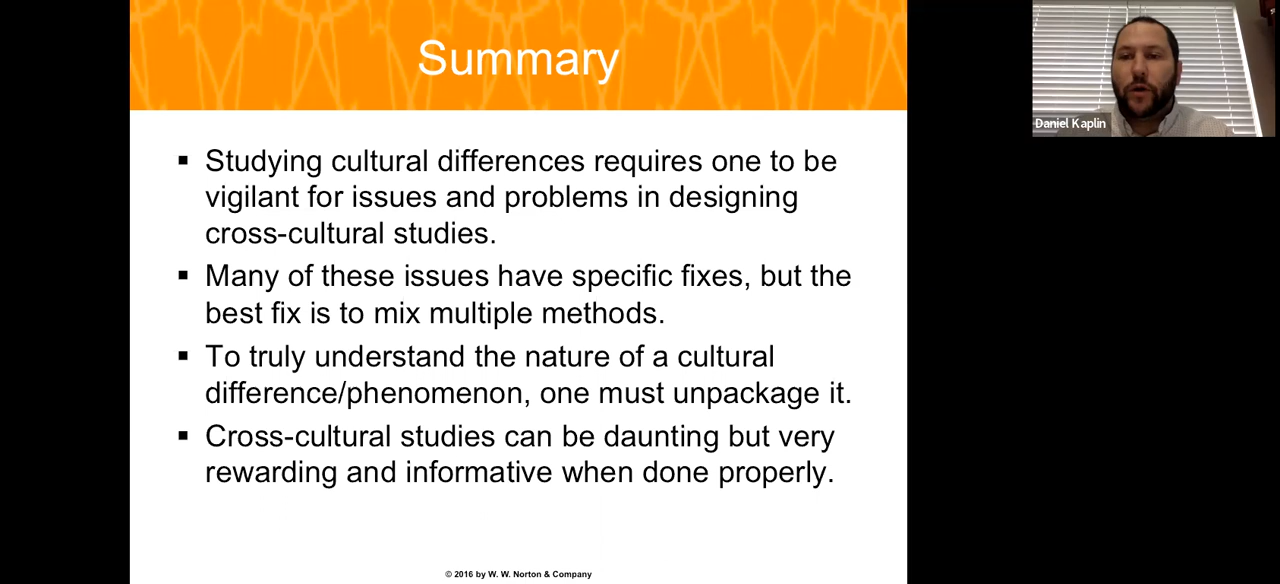 Summary
Daniel Kaplin
▪ Studying cultural differences requires one to be
vigilant for issues and problems in designing
cross-cultural studies.
▪ Many of these issues have specific fixes, but the
best fix is to mix multiple methods.
▪ To truly understand the nature of a cultural
difference/phenomenon, one must unpackage it.
▪ Cross-cultural studies can be daunting but very
rewarding and informative when done properly.
© 2016 by W. W. Norton & Company